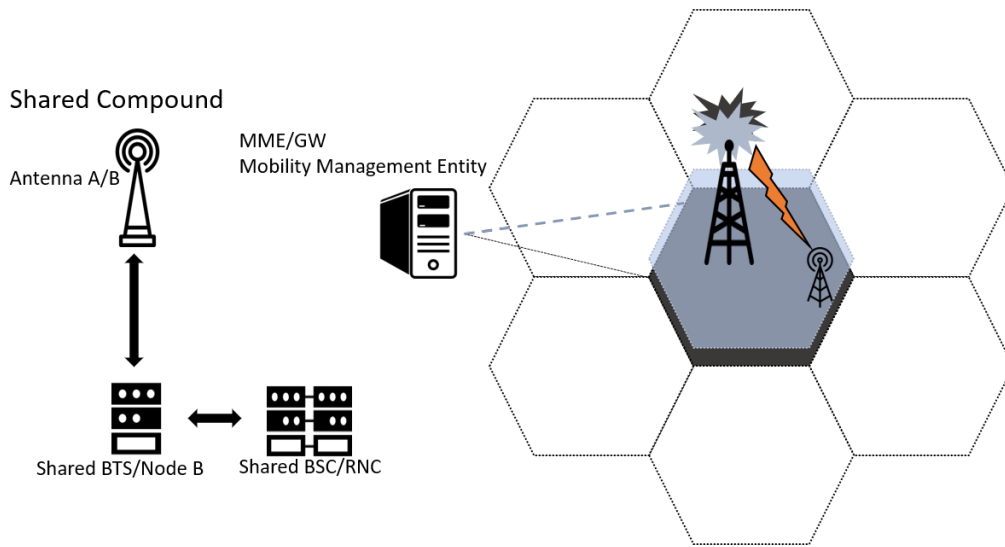 Shared Compound
Antenna A/B
MME/GW
Mobility Management Entity
Shared BTS/Node B
Shared BSC/RNC